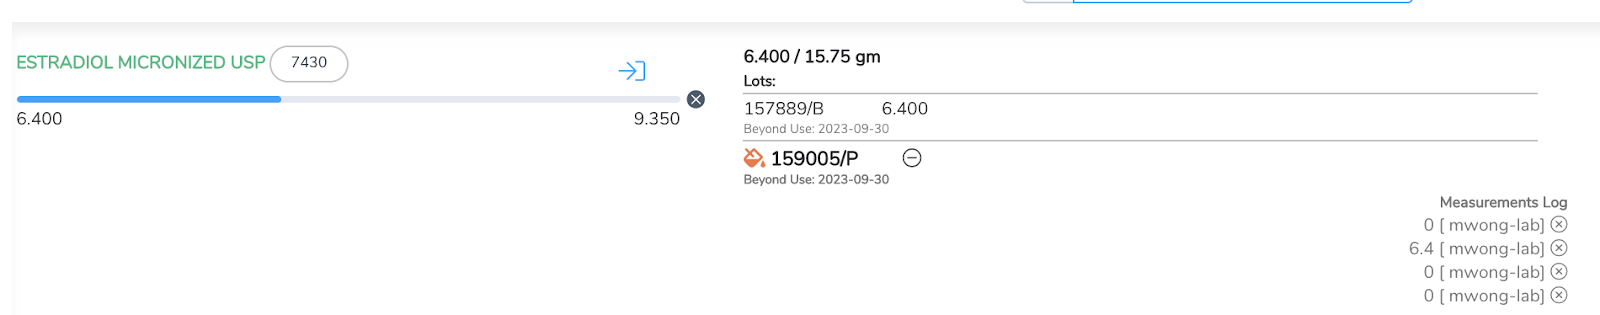 ESTRADIOL MICRONIZED USP 7430
6.400 9.350
6.400 / 15.75 gm
Lots:
157889/B 6.400
Beyond Use: 2023-09-30
159005/P
Beyond Use: 2023-09-30
Measurements Log
0 [ mwong-lab]
6.4 [ mwong-lab]
0 [ mwong-lab]
0 [ mwong-lab]